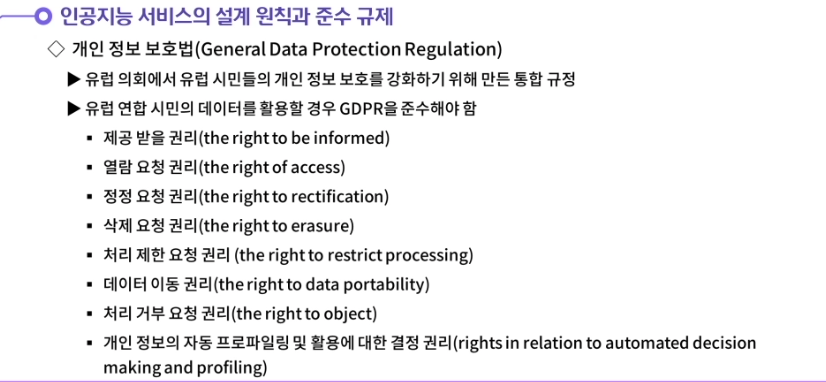 인공지능 서비스의 설계 원칙과 준수 규제
◇ 개인 정보 보호법(General Data Protection Regulation)
▶ 유럽 의회에서 유럽 시민들의 개인 정보 보호를 강화하기 위해 만든 통합 규정
▶ 유럽 연합 시민의 데이터를 활용할 경우 GDPR을 준수해야 함
▪ 제공 받을 권리(the right to be informed)
▪ 열람 요청 권리(the right of access)
▪ 정정 요청 권리(the right to rectification)
▪ 삭제 요청 권리(the right to erasure)
▪ 처리 제한 요청 권리 (the right to restrict processing)
▪ 데이터 이동 권리(the right to data portability)
▪ 처리 거부 요청 권리(the right to object)
▪ 개인 정보의 자동 프로파일링 및 활용에 대한 결정 권리(rights in relation to automated decision
making and profiling)